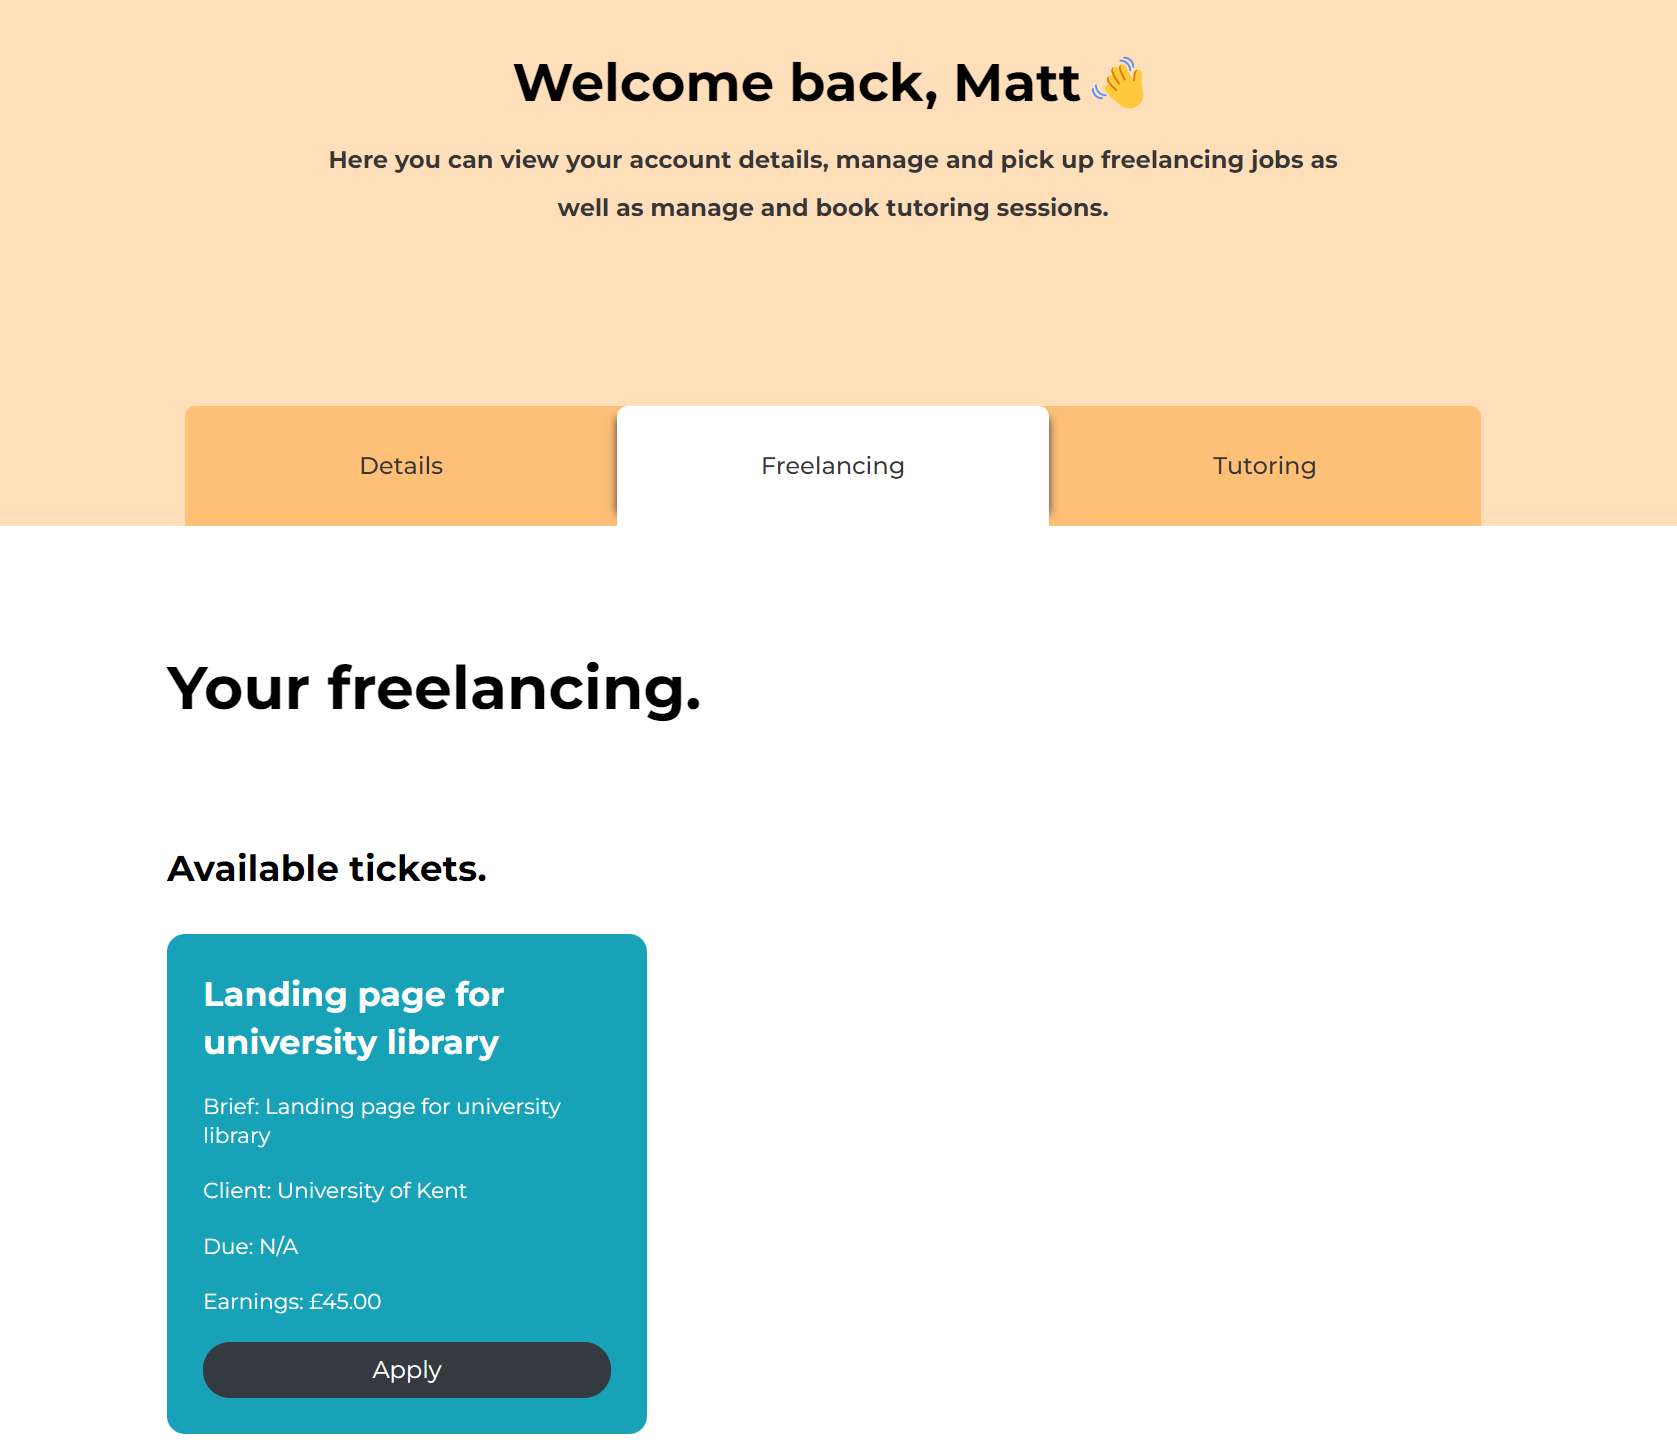 Welcome back, Matt 👋
Here you can view your account details, manage and pick up freelancing jobs as
well as manage and book tutoring sessions.
Details
Freelancing
Tutoring
Your freelancing.
Available tickets.
Landing page for
university library
Brief: Landing page for university
library
Client: University of Kent
Due: N/A
Earnings: £45.00
Apply